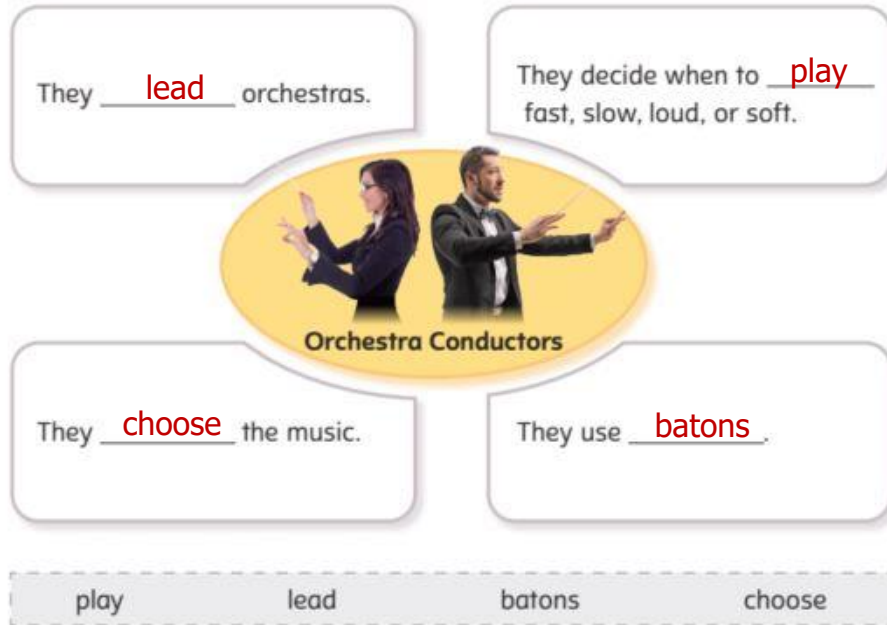 They lead orchestras.
They decide when to play
fast, slow, loud, or soft.
Orchestra Conductors
They choose the music.
They use batons.
play lead batons choose